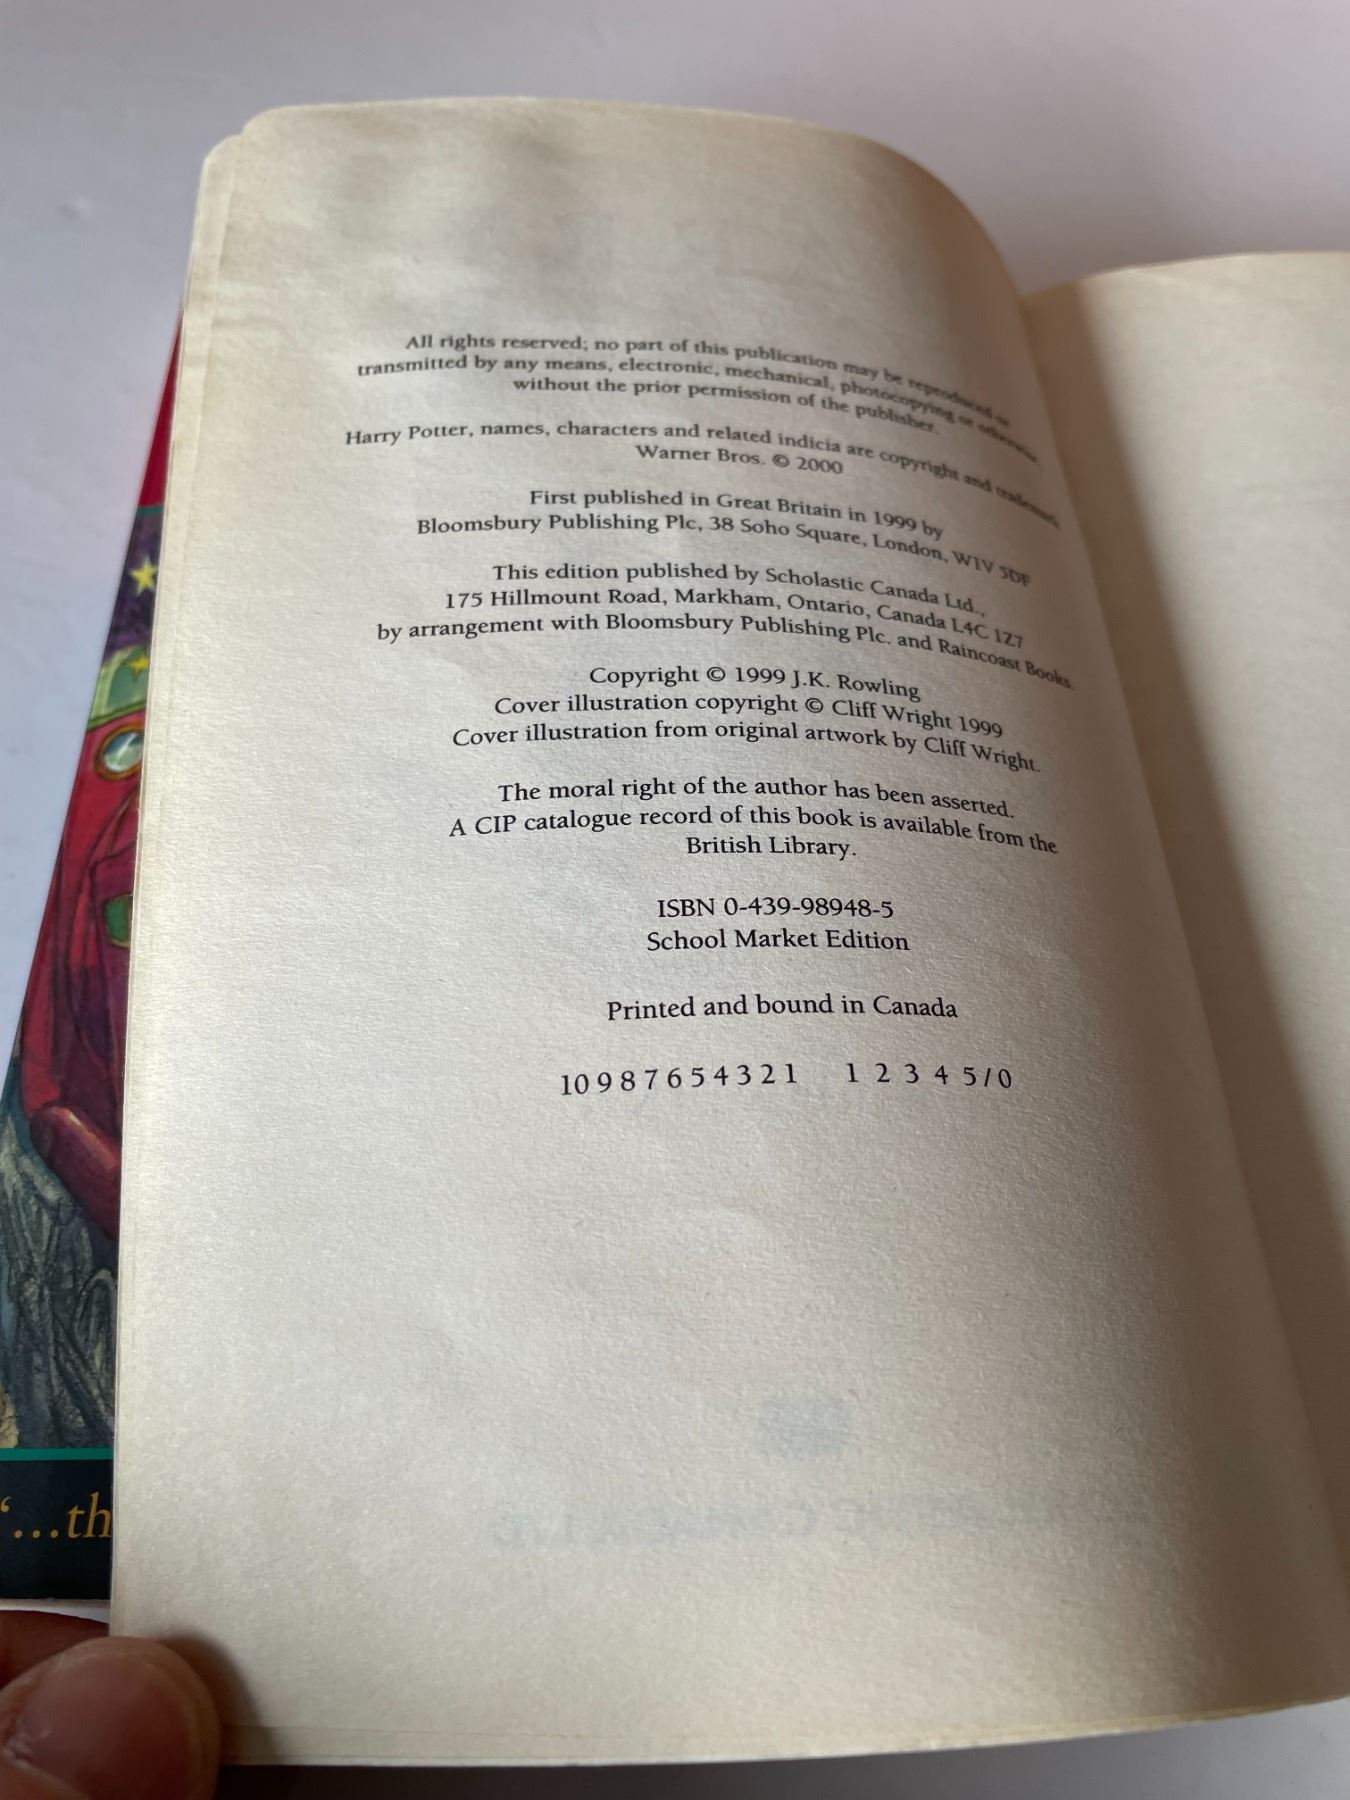 All rights reserved; no part of this publication may be reproduced or
transmitted by any means, electronic, mechanical, photocopying or otherwise
without the prior permission of the publisher.
Harry Potter, names, characters and related indicia are copyright and trademark
Warner Bros. © 2000
First published in Great Britain in 1999 by
Bloomsbury Publishing Plc, 38 Soho Square, London, W1V 5DF
This edition published by Scholastic Canada Ltd.,
175 Hillmount Road, Markham, Ontario, Canada L4C 1Z7
by arrangement with Bloomsbury Publishing Plc. and Raincoast Books.
Copyright © 1999 J.K. Rowling
Cover illustration copyright © Cliff Wright 1999
Cover illustration from original artwork by Cliff Wright.
The moral right of the author has been asserted.
A CIP catalogue record of this book is available from the
British Library.
ISBN 0-439-98948-5
School Market Edition
Printed and bound in Canada
10 9 8 7 6 5 4 3 2 1 1 2 3 4 5/0
‘...th